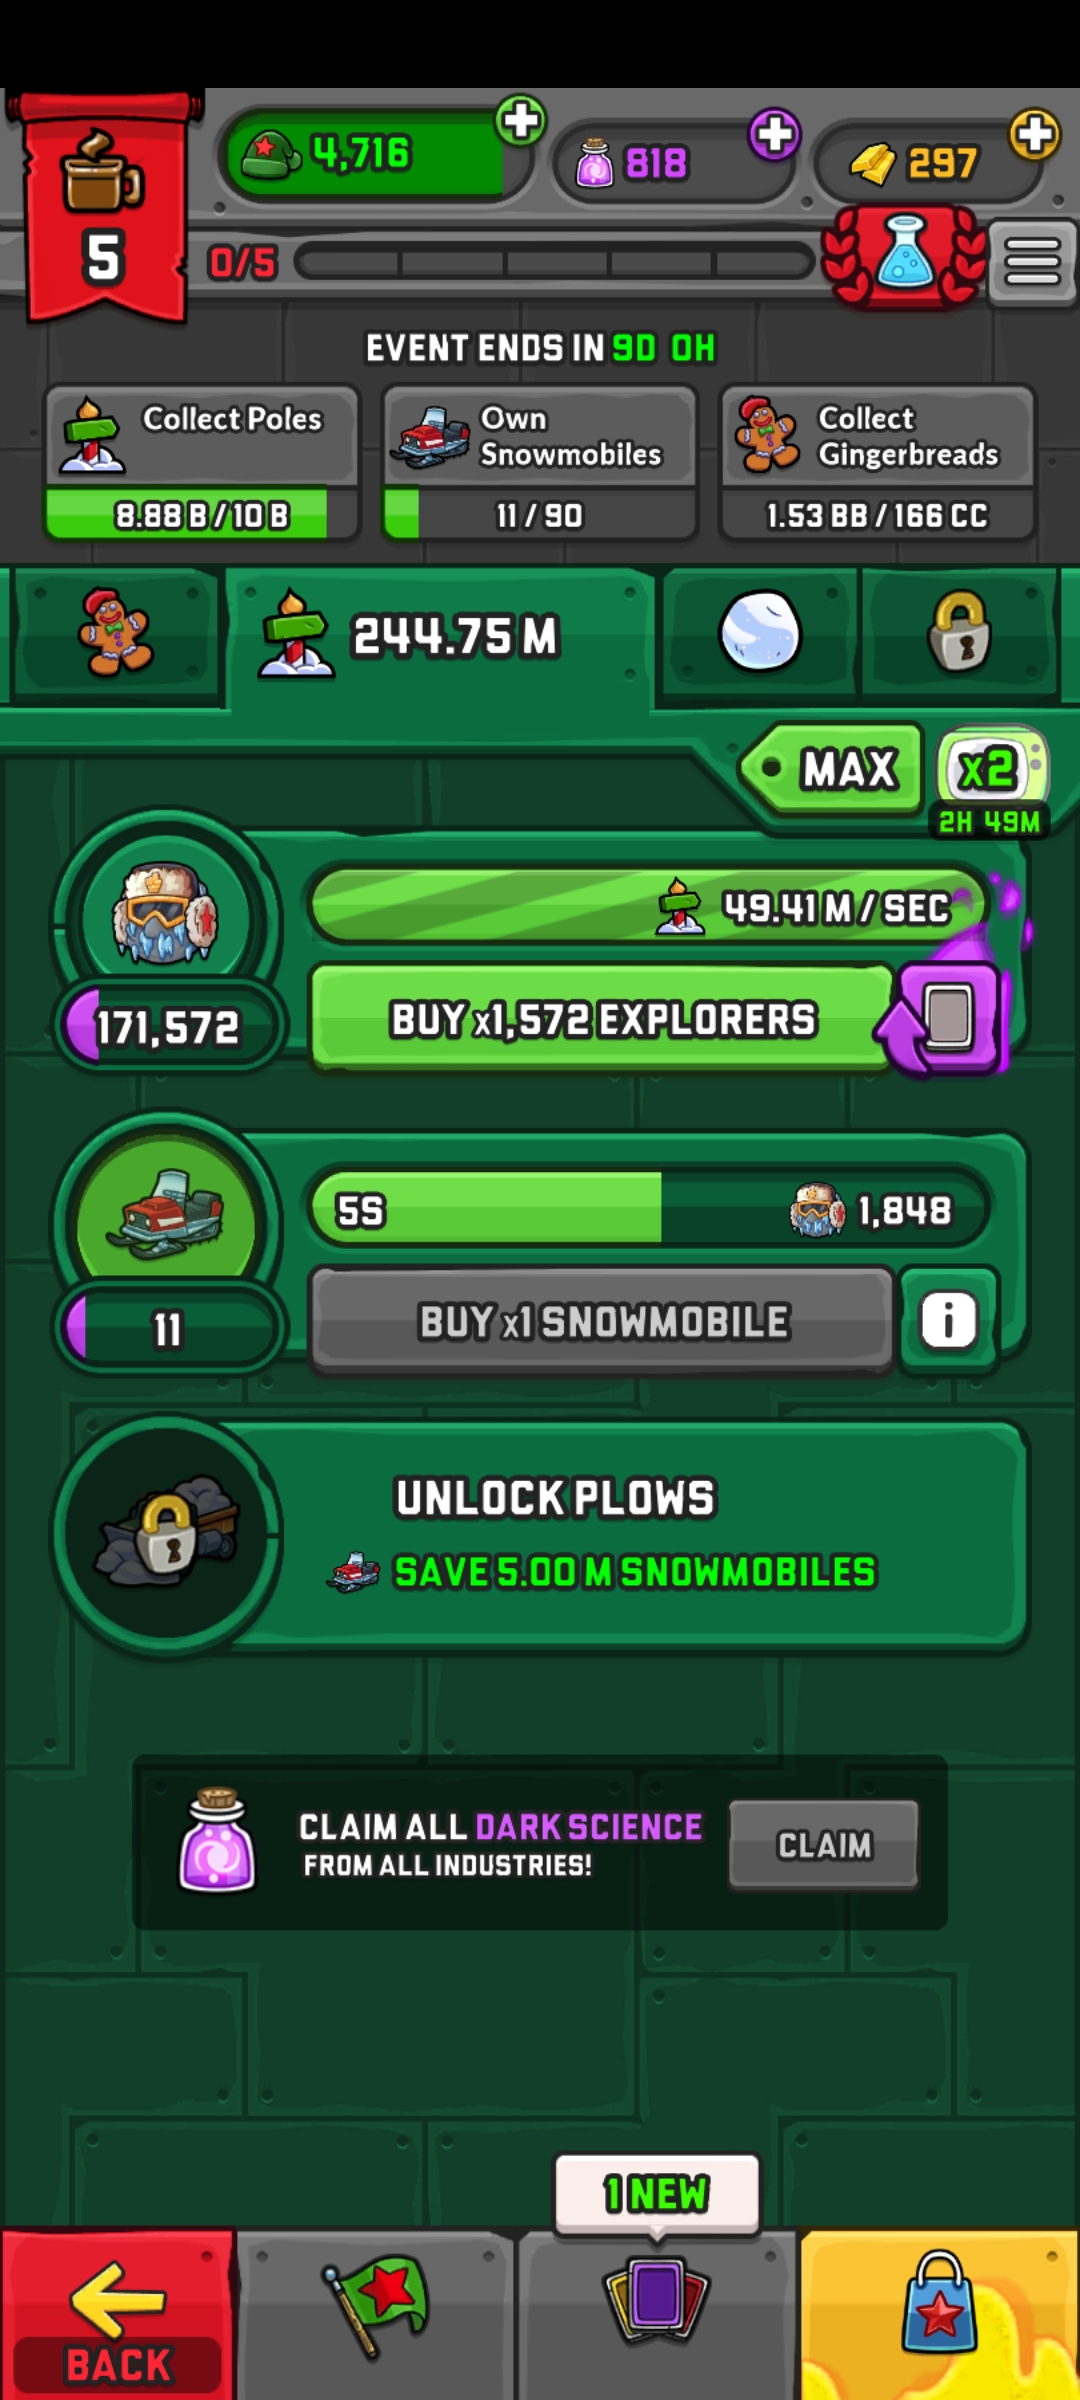 4,716
818
297
5
0/5
EVENT ENDS IN 9D 0H
Collect Poles
8.88 B / 10 B
Own
Snowmobiles
11 / 90
Collect
Gingerbreads
1.53 BB / 166 CC
244.75 M
MAX
x2
2H 49M
49.41 M / SEC
171,572
BUY x1,572 EXPLORERS
5S
1,848
11
BUY x1 SNOWMOBILE
i
UNLOCK PLOWS
SAVE 5.00 M SNOWMOBILES
CLAIM ALL DARK SCIENCE
FROM ALL INDUSTRIES!
CLAIM
1 NEW
BACK